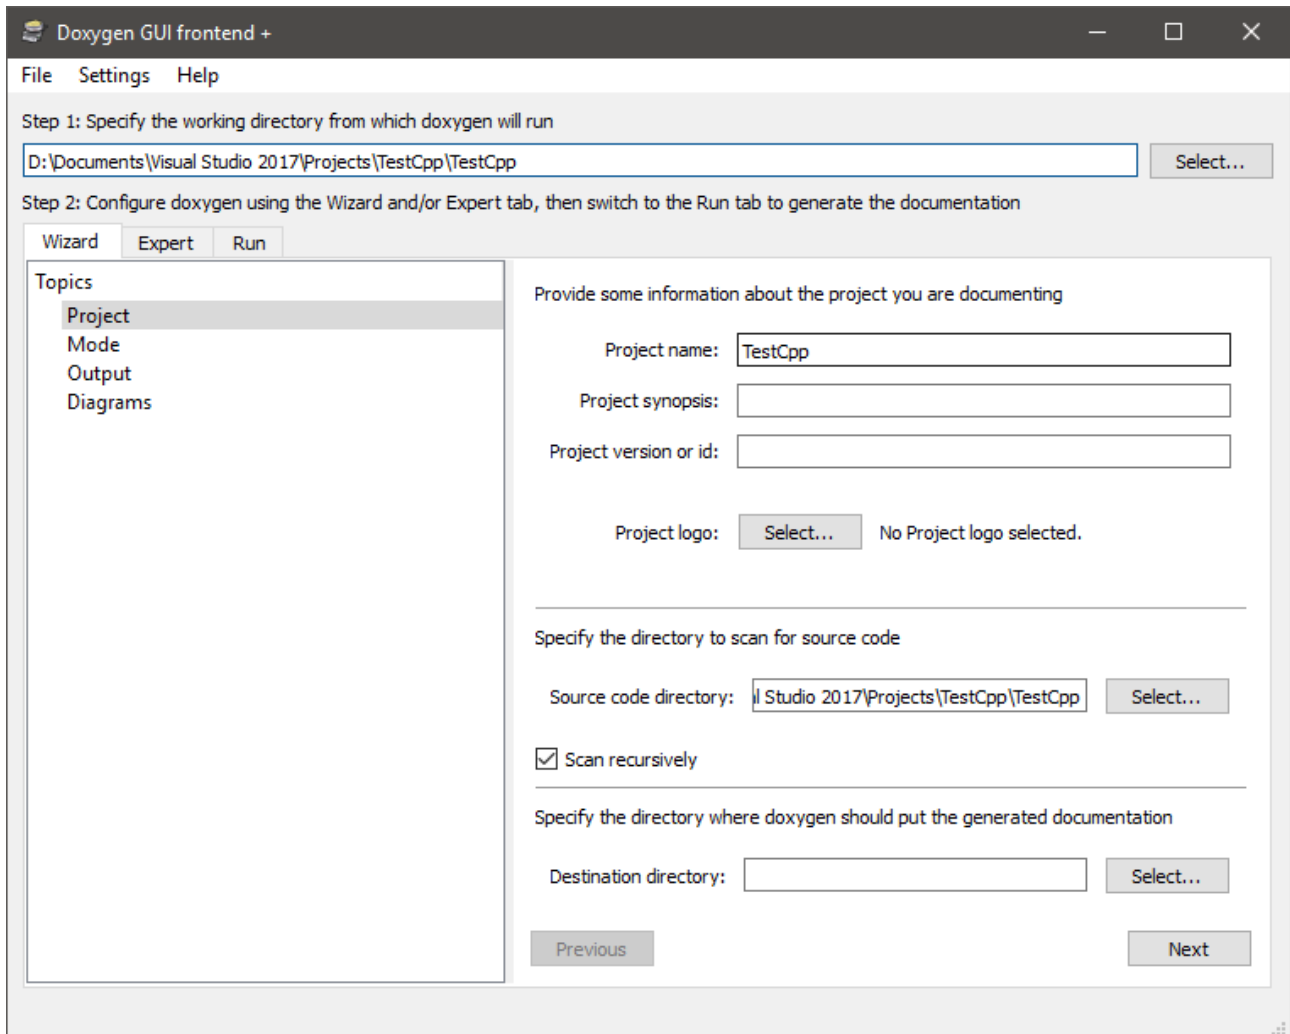 Doxygen GUI frontend +
File Settings Help
Step 1: Specify the working directory from which doxygen will run
D:\Documents\Visual Studio 2017\Projects\TestCpp\TestCpp Select...
Step 2: Configure doxygen using the Wizard and/or Expert tab, then switch to the Run tab to generate the documentation
Wizard Expert Run
Topics
Project
Mode
Output
Diagrams
Provide some information about the project you are documenting
Project name: TestCpp
Project synopsis:
Project version or id:
Project logo: Select... No Project logo selected.
Specify the directory to scan for source code
Source code directory: l Studio 2017\Projects\TestCpp\TestCpp Select...
Scan recursively
Specify the directory where doxygen should put the generated documentation
Destination directory: Select...
Previous Next